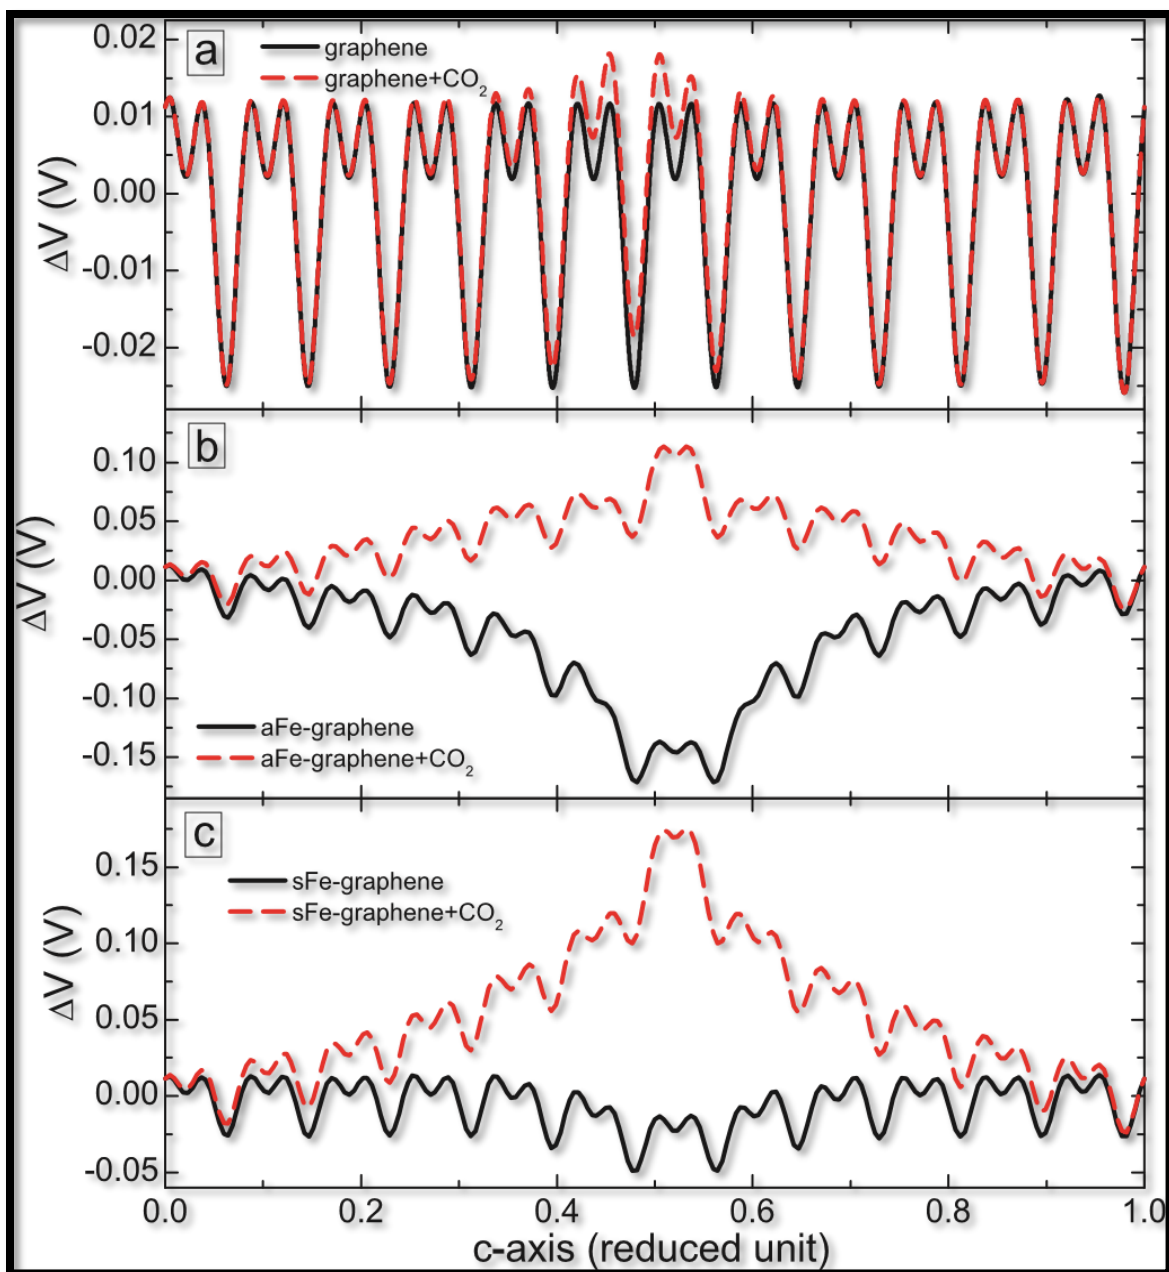 a
graphene
graphene+CO₂
0.02
0.01
0.00
-0.01
-0.02
ΔV (V)
b
0.10
0.05
0.00
-0.05
-0.10
-0.15
ΔV (V)
aFe-graphene
aFe-graphene+CO₂
c
sFe-graphene
sFe-graphene+CO₂
0.15
0.10
0.05
0.00
-0.05
ΔV (V)
0.0 0.2 0.4 0.6 0.8 1.0
c-axis (reduced unit)